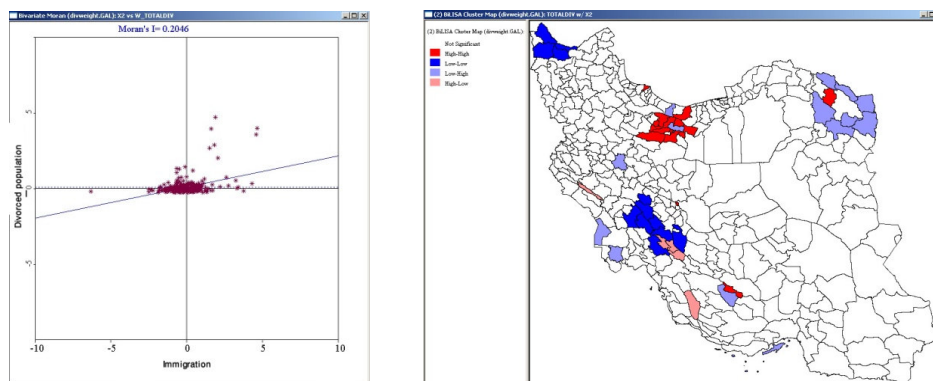 Bivariate Moran (divweight.GAL): X2 vs W_TOTALDIV
Moran's I= 0.2046
Divorced population
5
0
-5
-10
-5
0
5
10
Immigration
(2) BiLISA Cluster Map (divweight.GAL): TOTALDIV w/ X2
(2) BiLISA Cluster Map (divweight.GAL):
Not Significant
High-High
Low-Low
Low-High
High-Low